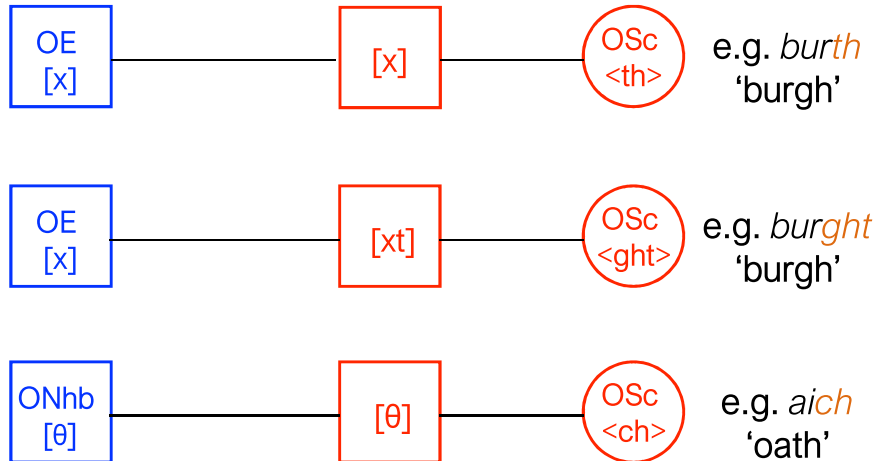 OE
[x]
[x]
OSc
<th>
e.g. burth
‘burgh’
OE
[x]
[xt]
OSc
<ght>
e.g. burght
‘burgh’
ONhb
[θ]
[θ]
OSc
<ch>
e.g. aich
‘oath’